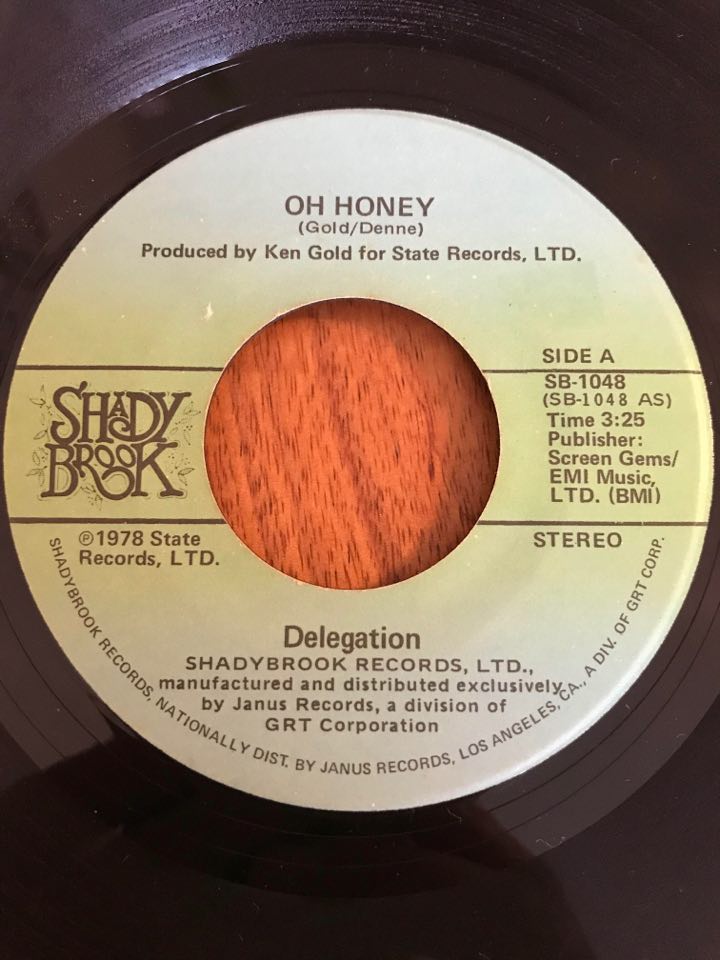 OH HONEY
(Gold/Denne)
Produced by Ken Gold for State Records, LTD.
SHADY
BROOK
SIDE A
SB-1048
(SB-1048 AS)
Time 3:25
Publisher:
Screen Gems/
EMI Music,
LTD. (BMI)
℗1978 State
Records, LTD.
STEREO
Delegation
SHADYBROOK RECORDS, LTD.,
manufactured and distributed exclusively
by Janus Records, a division of
GRT Corporation
SHADYBROOK RECORDS, NATIONALLY DIST. BY JANUS RECORDS, LOS ANGELES, CA., A DIV. OF GRT CORP.